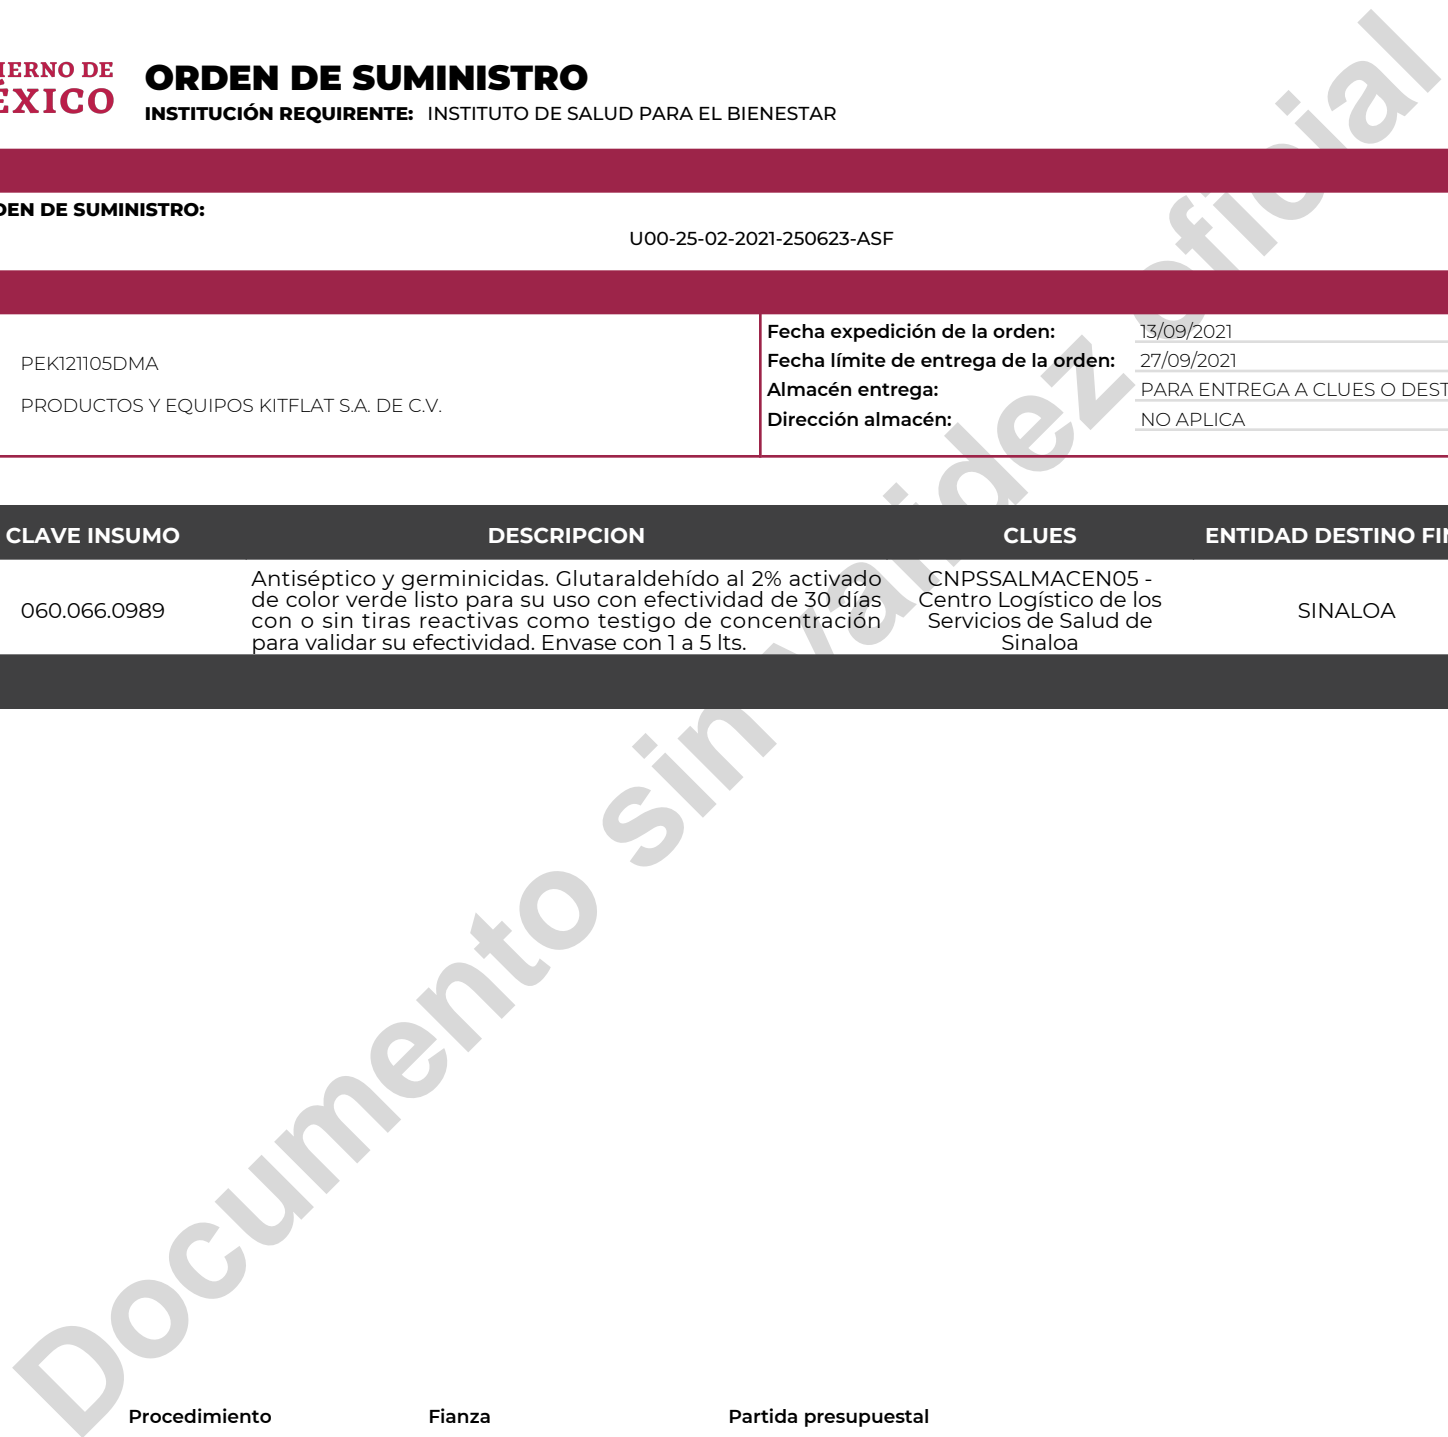 IERNO DE
ÉXICO
ORDEN DE SUMINISTRO
INSTITUCIÓN REQUIRENTE: INSTITUTO DE SALUD PARA EL BIENESTAR
DEN DE SUMINISTRO:
U00-25-02-2021-250623-ASF
PEK121105DMA
PRODUCTOS Y EQUIPOS KITFLAT S.A. DE C.V.
Fecha expedición de la orden: 13/09/2021
Fecha límite de entrega de la orden: 27/09/2021
Almacén entrega: PARA ENTREGA A CLUES O DEST
Dirección almacén: NO APLICA
CLAVE INSUMO DESCRIPCION CLUES ENTIDAD DESTINO FIN
060.066.0989
Antiséptico y germinicidas. Glutaraldehído al 2% activado
de color verde listo para su uso con efectividad de 30 días
con o sin tiras reactivas como testigo de concentración
para validar su efectividad. Envase con 1 a 5 lts.
CNPSSALMACEN05 -
Centro Logístico de los
Servicios de Salud de
Sinaloa
SINALOA
Documento sin validez oficial
Procedimiento Fianza Partida presupuestal